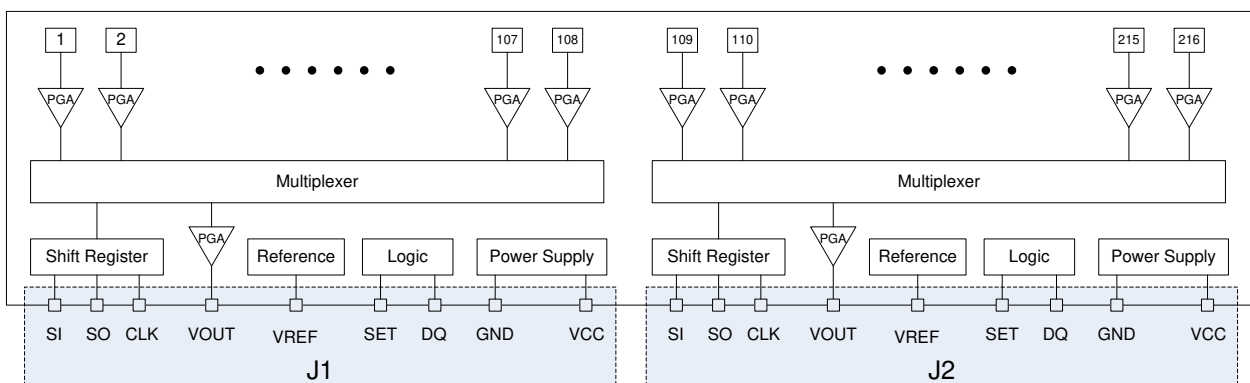 1 2 107 108 109 110 215 216
PGA PGA PGA PGA PGA PGA PGA PGA
Multiplexer Multiplexer
PGA PGA
Shift Register Reference Logic Power Supply Shift Register Reference Logic Power Supply
SI SO CLK VOUT VREF SET DQ GND VCC SI SO CLK VOUT VREF SET DQ GND VCC
J1 J2